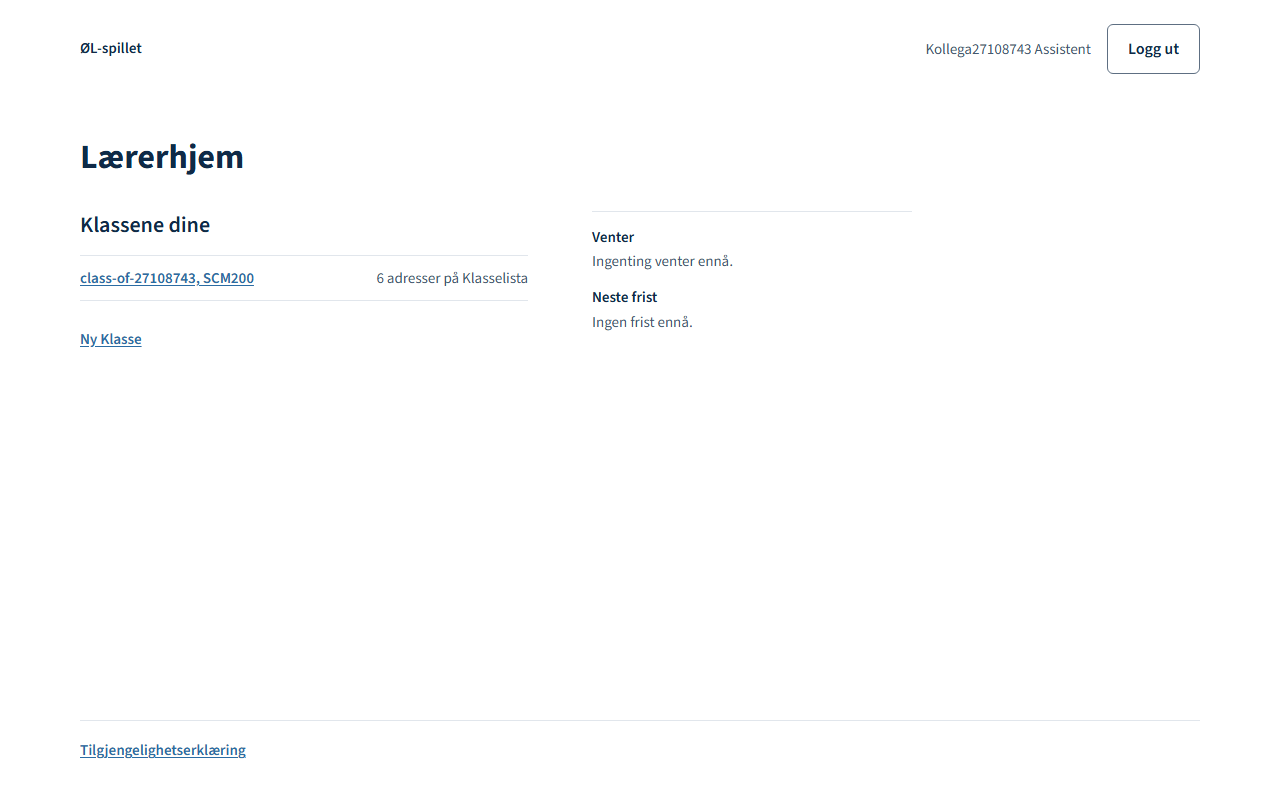 ØL-spillet
Kollega27108743 Assistent
Logg ut
Lærerhjem
Klassene dine
class-of-27108743, SCM200
6 adresser på Klasselista
Ny Klasse
Venter
Ingenting venter ennå.
Neste frist
Ingen frist ennå.
Tilgjengelighetserklæring